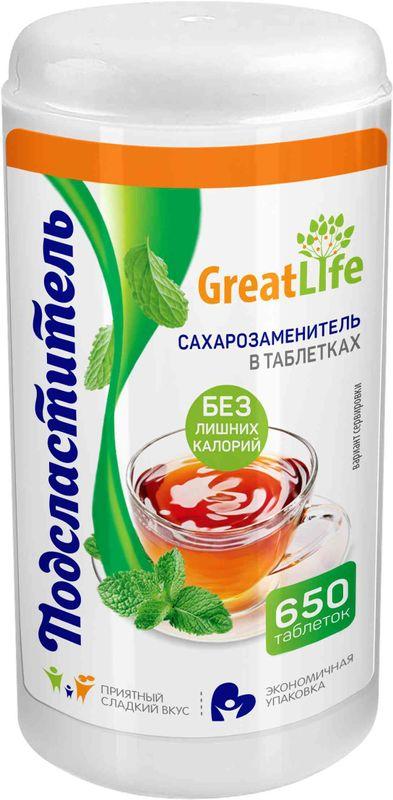 Подсластитель
GreatLife
САХАРОЗАМЕНИТЕЛЬ
В ТАБЛЕТКАХ
БЕЗ
ЛИШНИХ
КАЛОРИЙ
вариант сервировки
650
таблеток
ПРИЯТНЫЙ
СЛАДКИЙ ВКУС
ЭКОНОМИЧНАЯ
УПАКОВКА